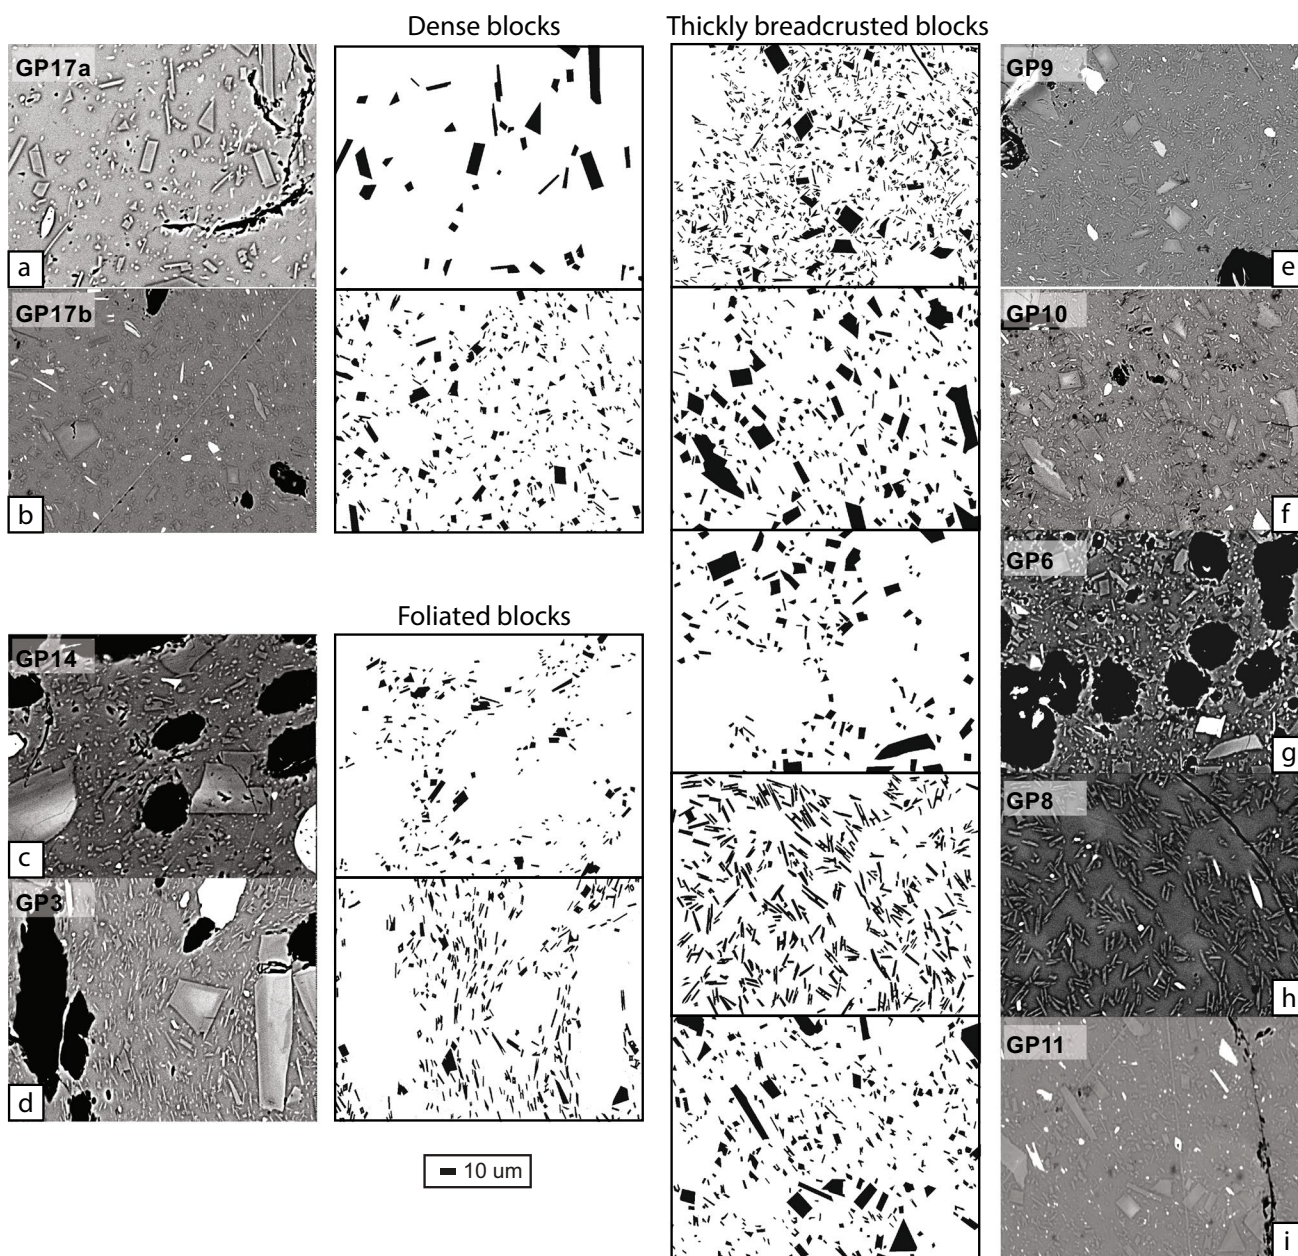 Dense blocks
Thickly breadcrusted blocks
GP17a
a
GP17b
b
Foliated blocks
GP14
c
GP3
d
10 um
GP9
e
GP10
f
GP6
g
GP8
h
GP11
i